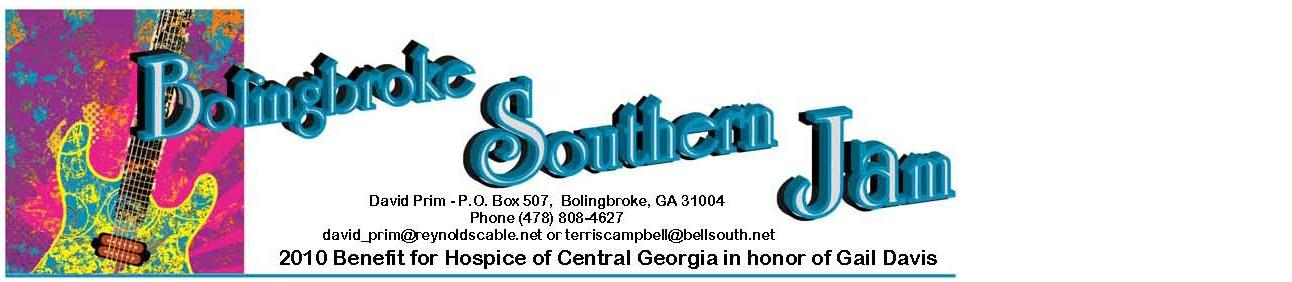 Bolingbroke Southern Jam
David Prim - P.O. Box 507, Bolingbroke, GA 31004
Phone (478) 808-4627
david_prim@reynoldscable.net or terriscampbell@bellsouth.net
2010 Benefit for Hospice of Central Georgia in honor of Gail Davis